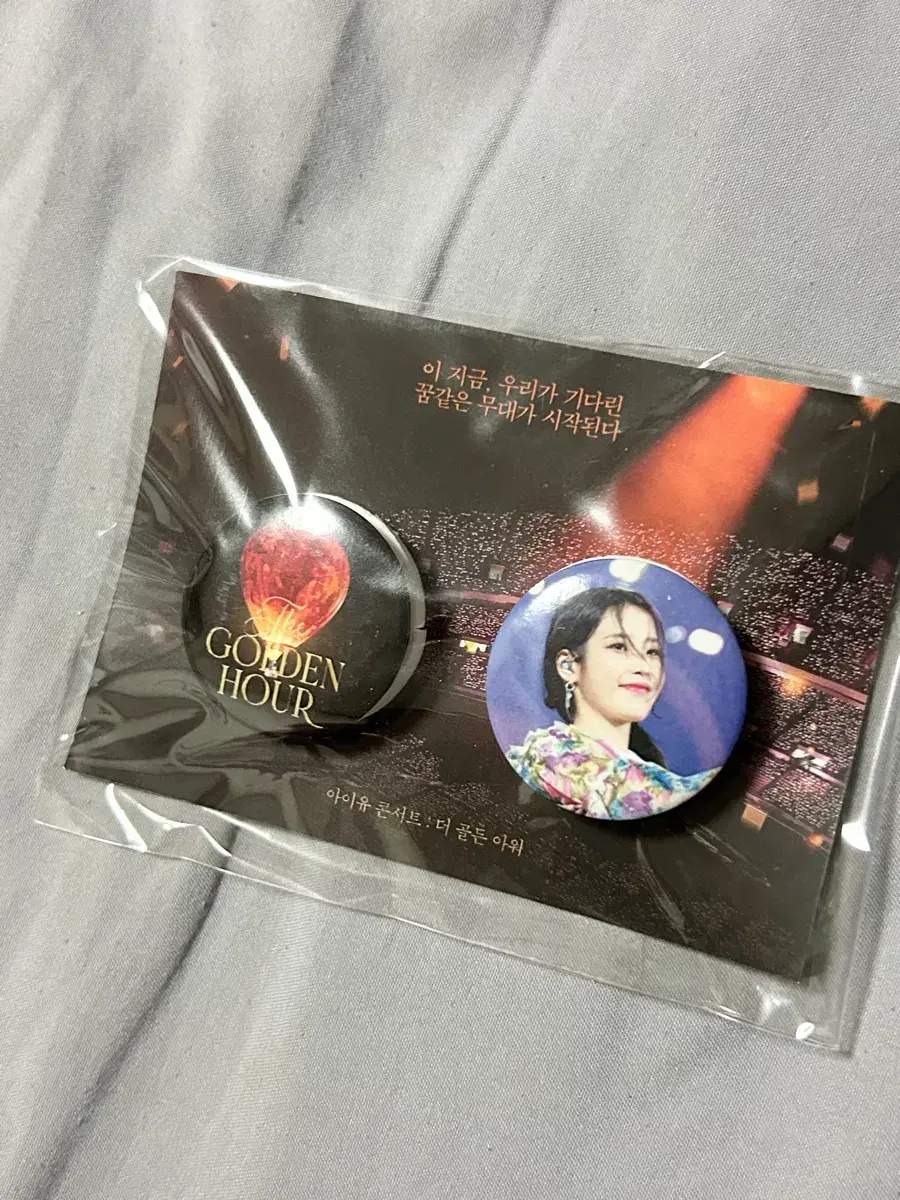 이 지금, 우리가 기다린
꿈같은 무대가 시작된다
The
GOLDEN
HOUR
아이유 콘서트 : 더 골든 아워